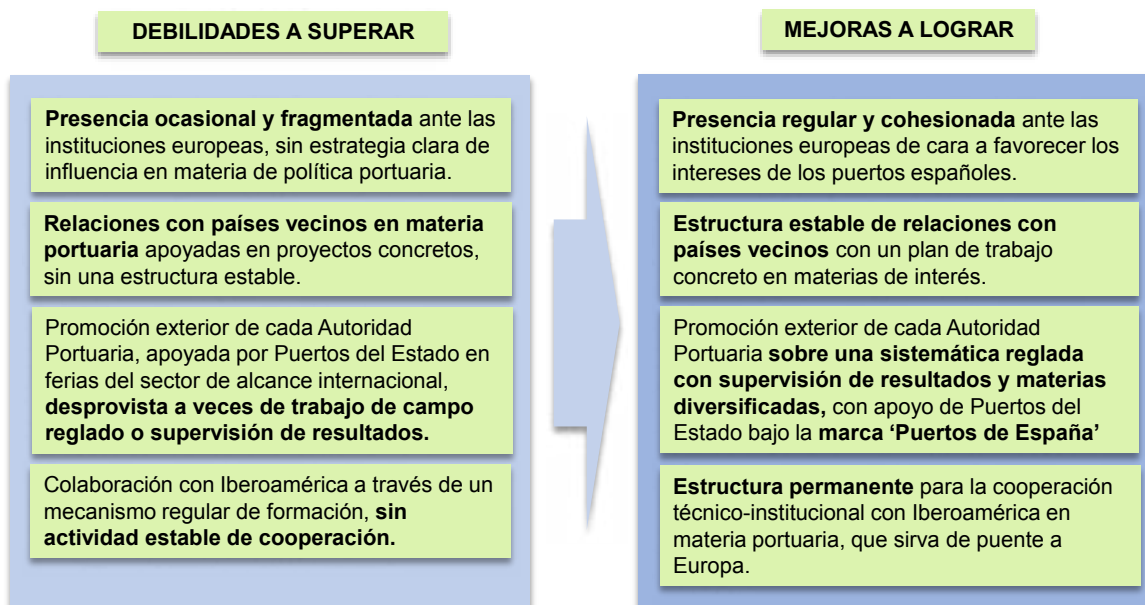 DEBILIDADES A SUPERAR
Presencia ocasional y fragmentada ante las
instituciones europeas, sin estrategia clara de
influencia en materia de política portuaria.
Relaciones con países vecinos en materia
portuaria apoyadas en proyectos concretos,
sin una estructura estable.
Promoción exterior de cada Autoridad
Portuaria, apoyada por Puertos del Estado en
ferias del sector de alcance internacional,
desprovista a veces de trabajo de campo
reglado o supervisión de resultados.
Colaboración con Iberoamérica a través de un
mecanismo regular de formación, sin
actividad estable de cooperación.
MEJORAS A LOGRAR
Presencia regular y cohesionada ante las
instituciones europeas de cara a favorecer los
intereses de los puertos españoles.
Estructura estable de relaciones con
países vecinos con un plan de trabajo
concreto en materias de interés.
Promoción exterior de cada Autoridad
Portuaria sobre una sistemática reglada
con supervisión de resultados y materias
diversificadas, con apoyo de Puertos del
Estado bajo la marca ‘Puertos de España’
Estructura permanente para la cooperación
técnico-institucional con Iberoamérica en
materia portuaria, que sirva de puente a
Europa.